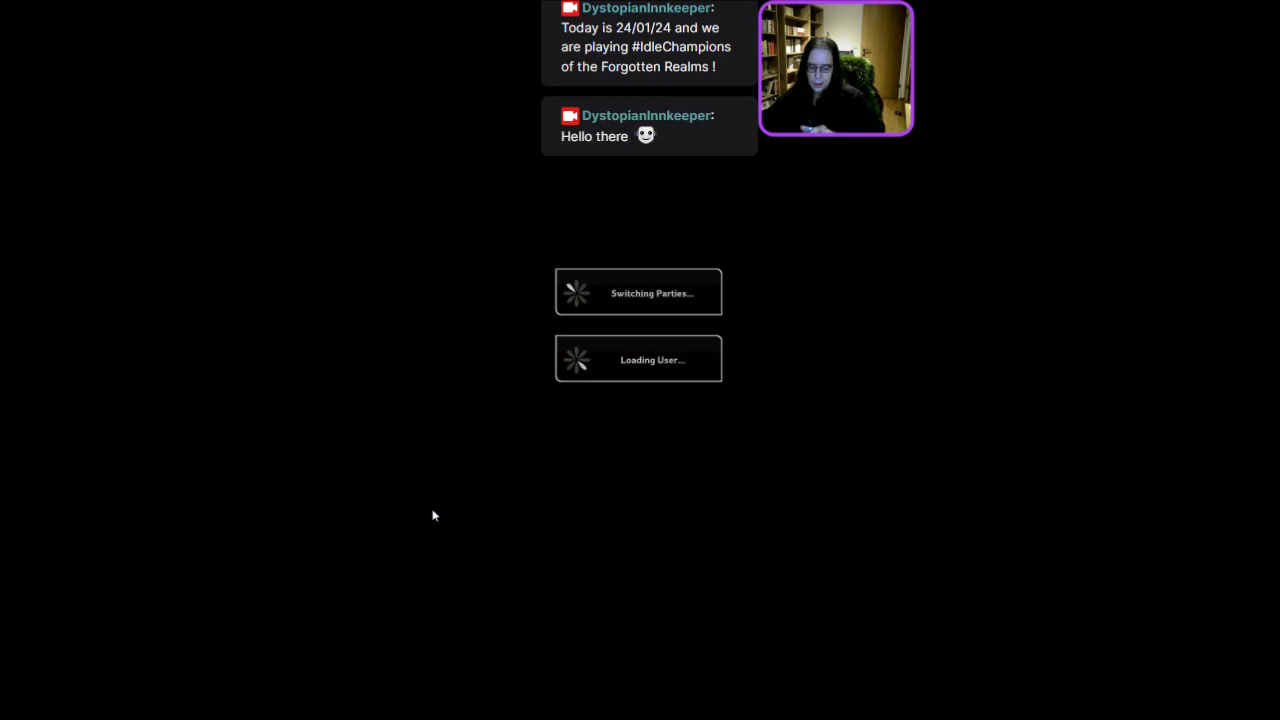 DystopianInnkeeper:
Today is 24/01/24 and we
are playing #IdleChampions
of the Forgotten Realms !
DystopianInnkeeper:
Hello there
Switching Parties...
Loading User...